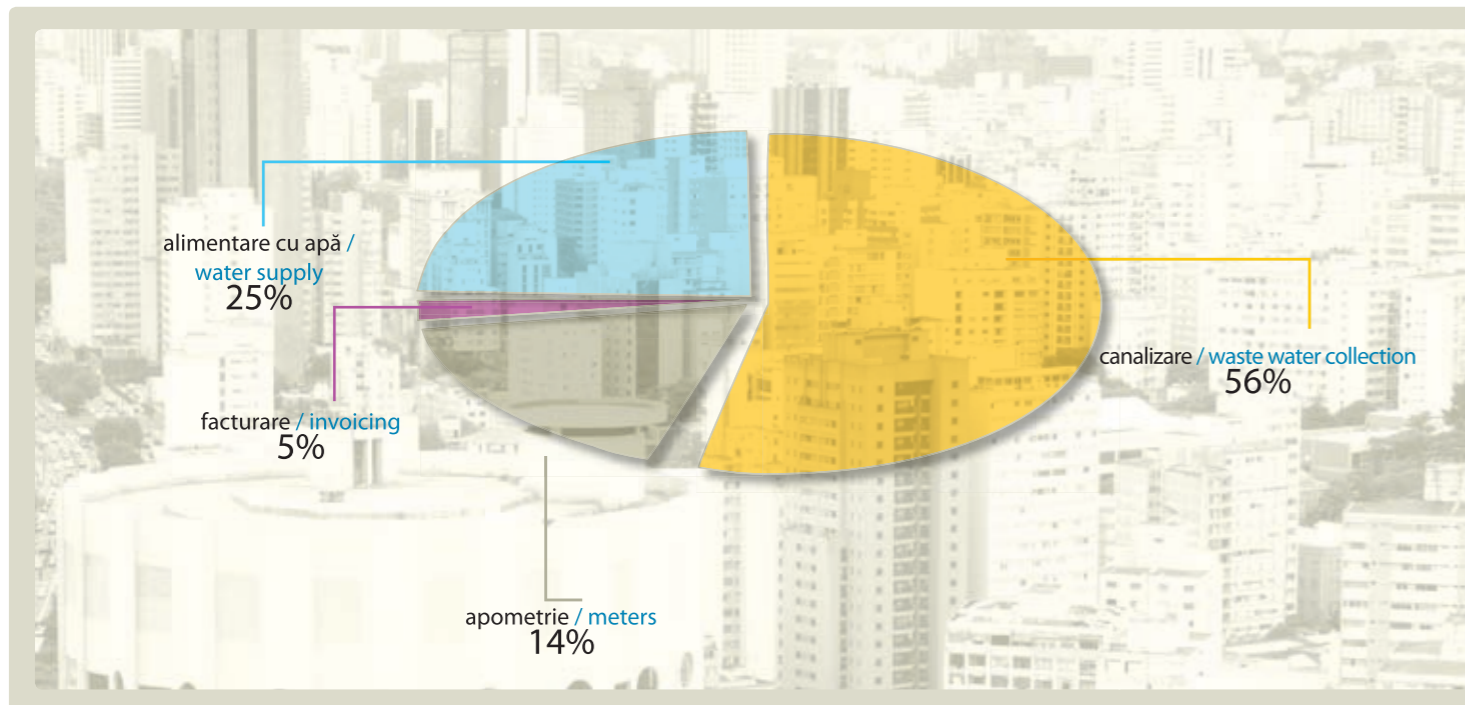 alimentare cu apă /
water supply
25%
canalizare / waste water collection
56%
facturare / invoicing
5%
apometrie / meters
14%